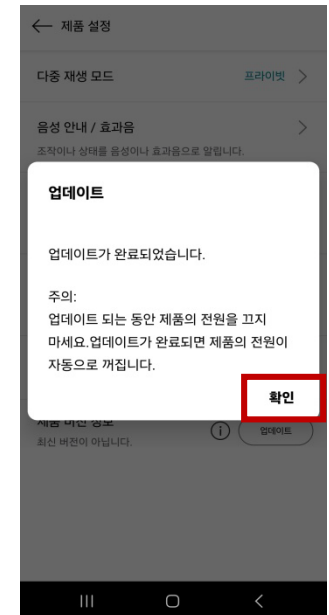 제품 설정
다중 재생 모드 프라이빗
음성 안내 / 효과음
조작이나 상태를 음성이나 효과음으로 알립니다.
업데이트
업데이트가 완료되었습니다.
주의:
업데이트 되는 동안 제품의 전원을 끄지
마세요.업데이트가 완료되면 제품의 전원이
자동으로 꺼집니다.
확인
제품 버전 정보
최신 버전이 아닙니다. 업데이트